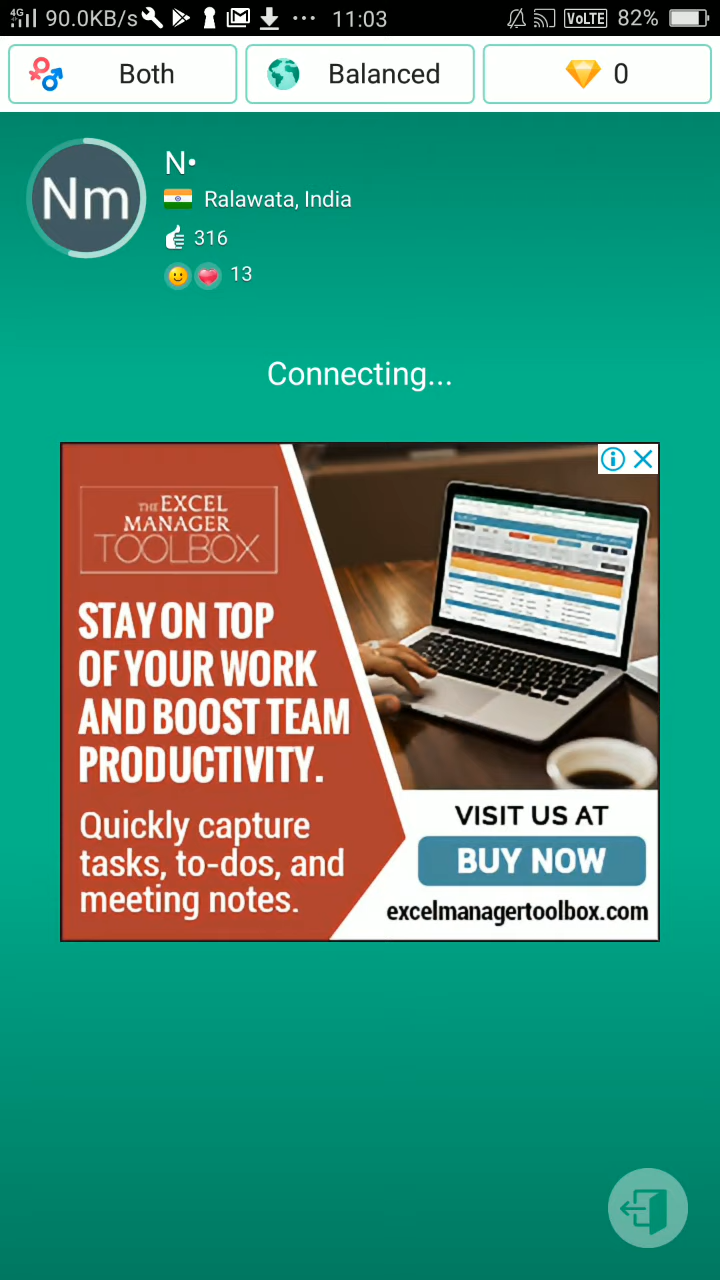 4G 90.0KB/s ... 11:03 VoLTE 82%
Both Balanced 0
Nm
N•
Ralawata, India
316
13
Connecting...
THE EXCEL
MANAGER
TOOLBOX
STAY ON TOP
OF YOUR WORK
AND BOOST TEAM
PRODUCTIVITY.
Quickly capture
tasks, to-dos, and
meeting notes.
VISIT US AT
BUY NOW
excelmanagertoolbox.com